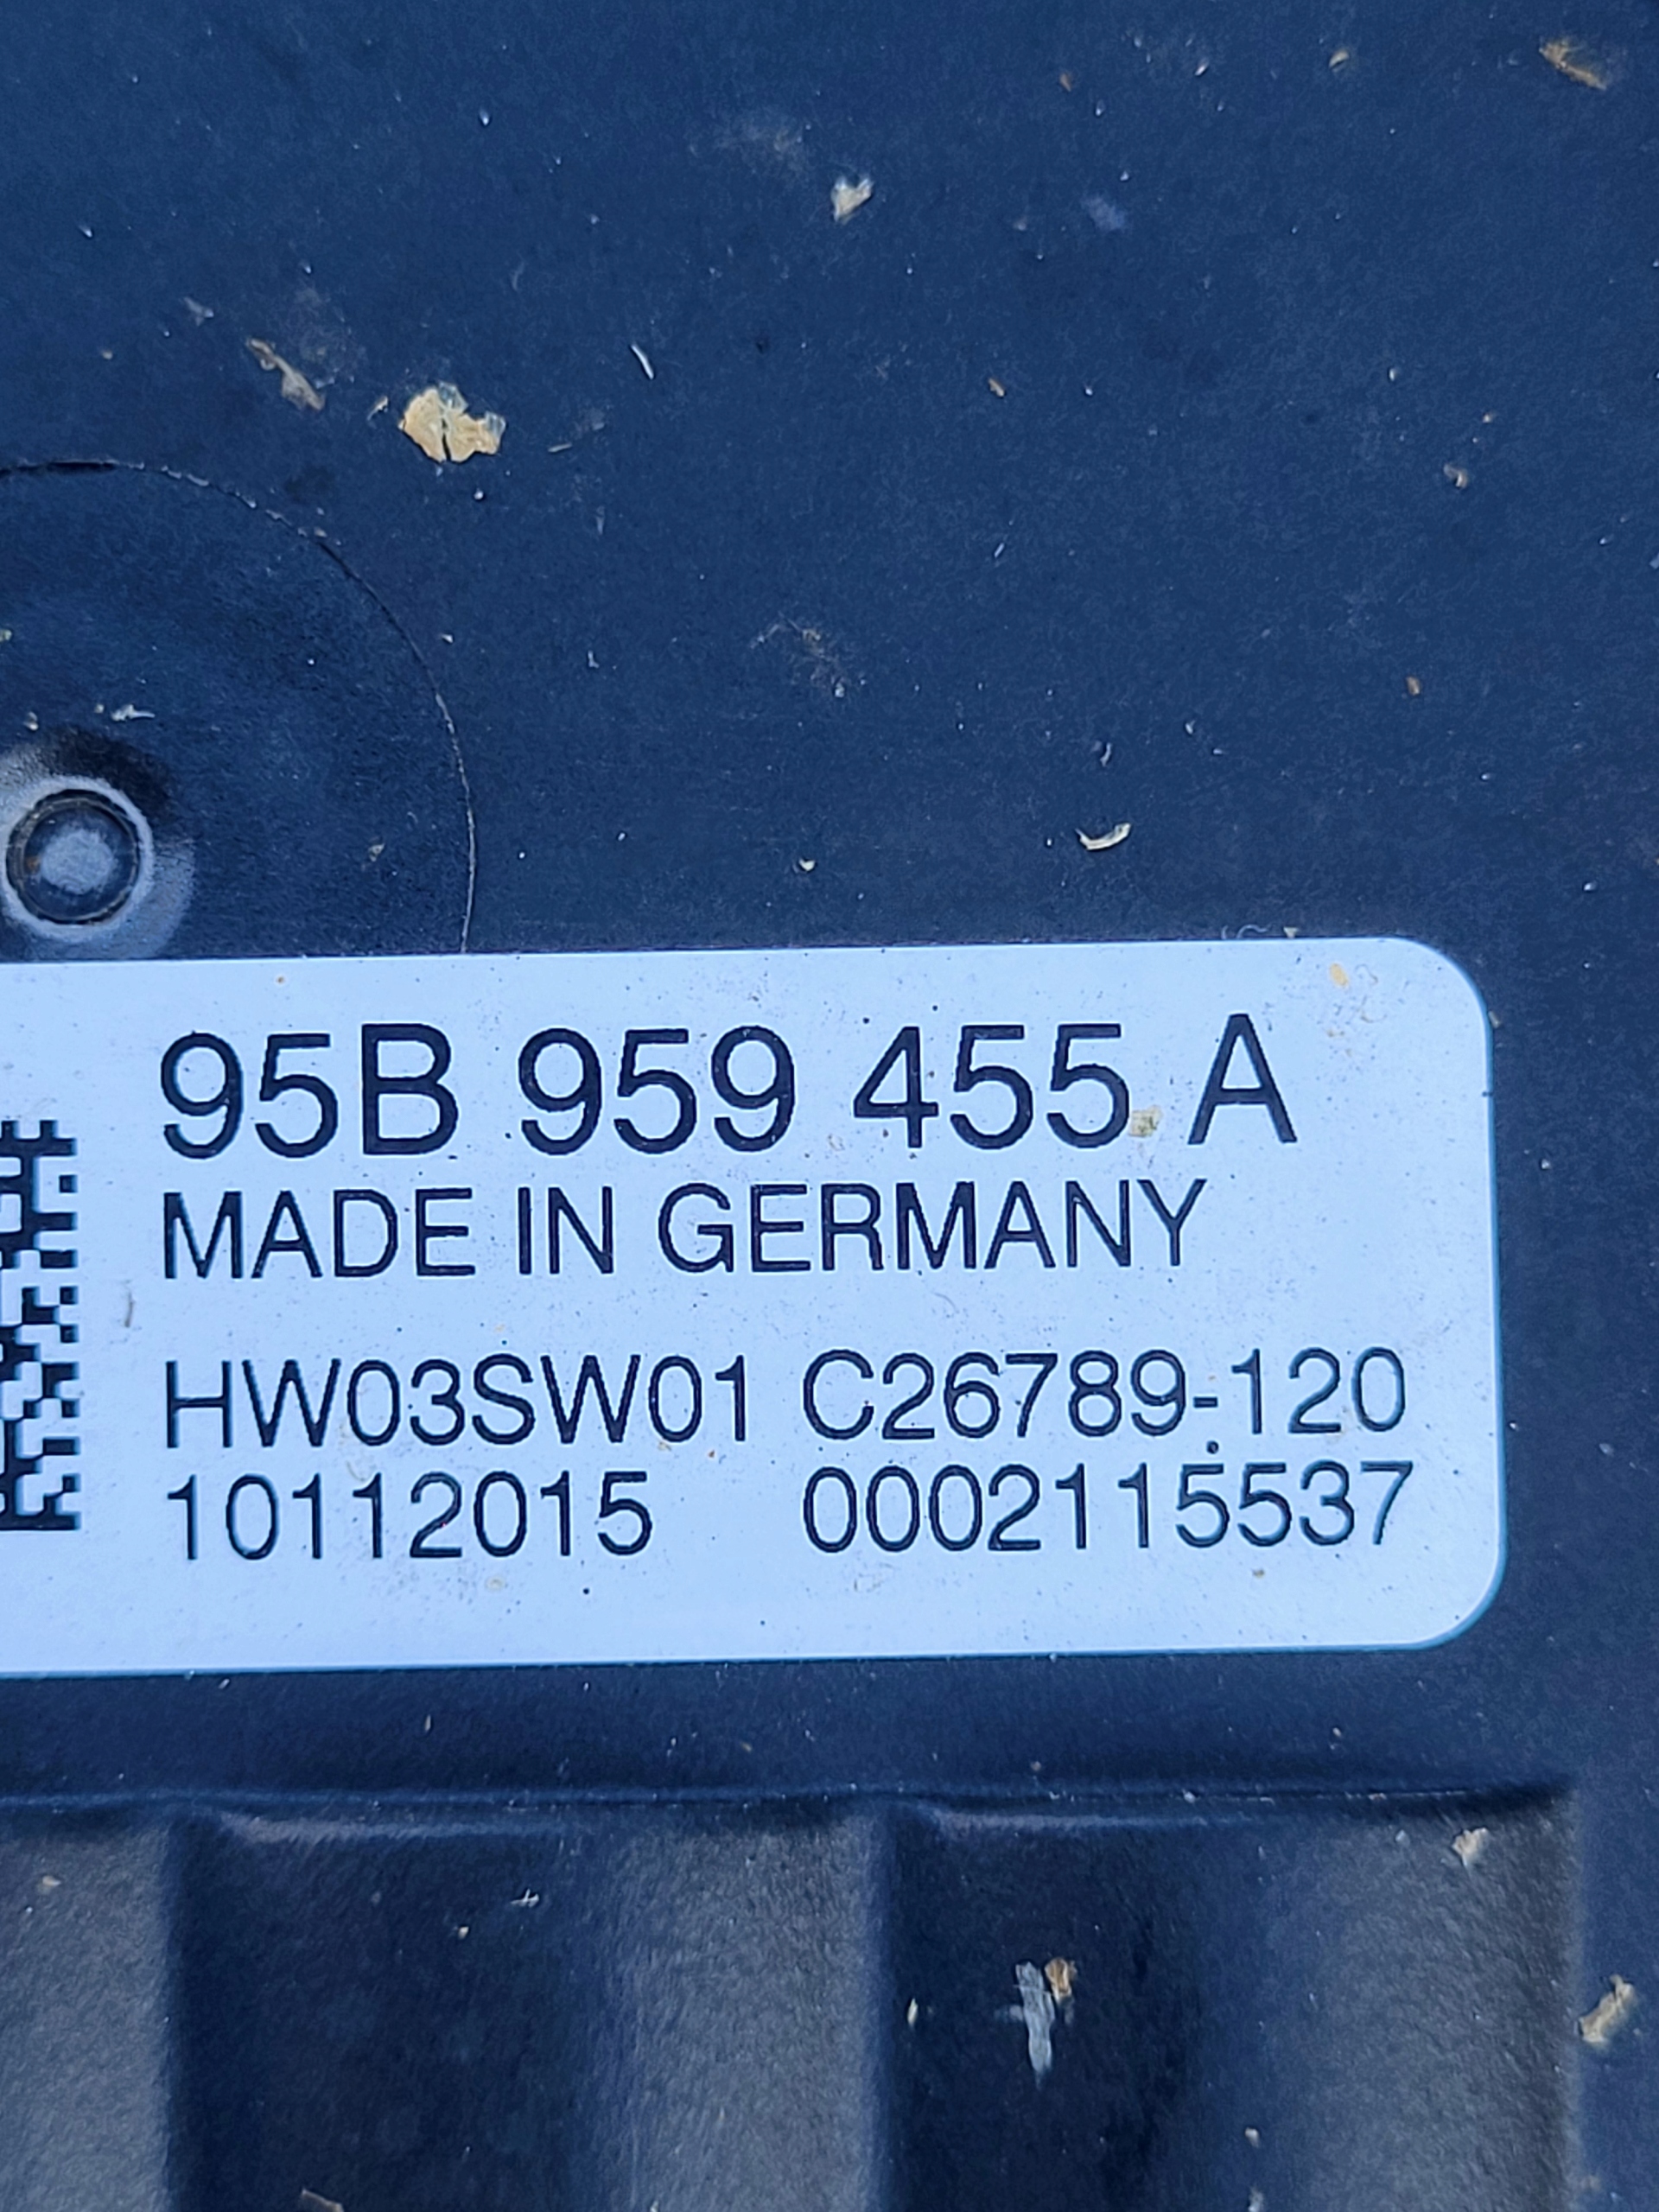 95B 959 455 A
MADE IN GERMANY
HW03SW01 C26789-120
10112015 0002115537